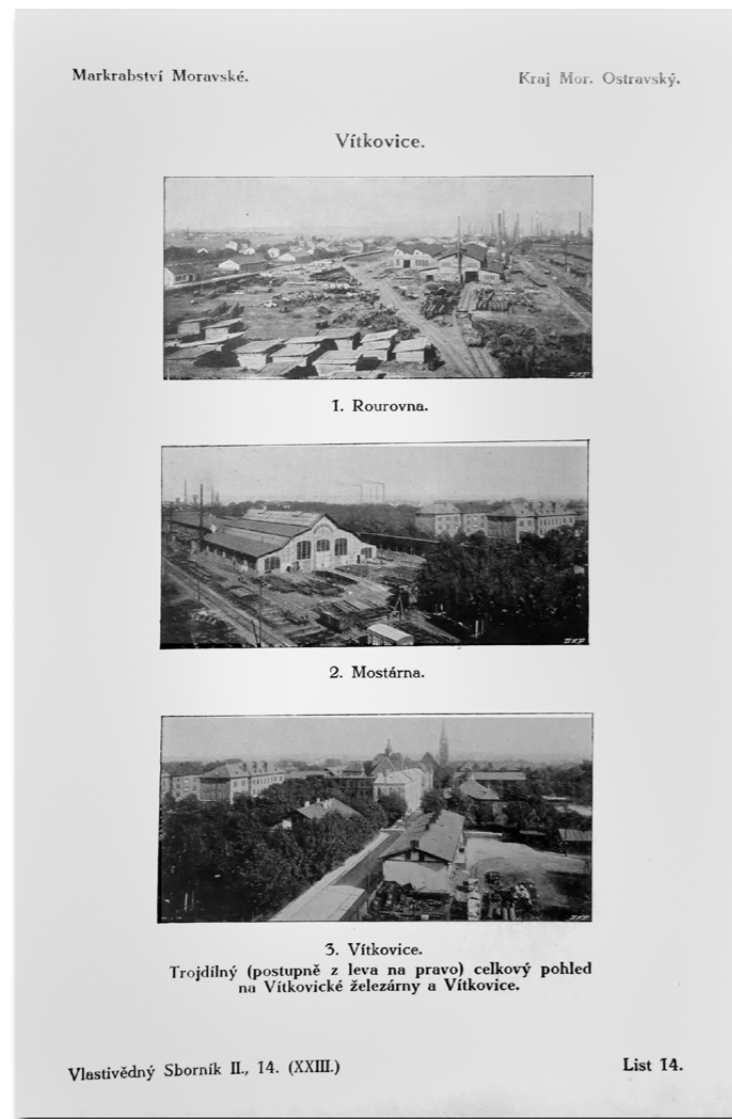 Markrabství Moravské.
Kraj Mor. Ostravský.
Vítkovice.
1. Rourovna.
2. Mostárna.
3. Vítkovice.
Trojdílný (postupně z leva na pravo) celkový pohled
na Vítkovické železárny a Vítkovice.
Vlastivědný Sborník II., 14. (XXIII.)
List 14.